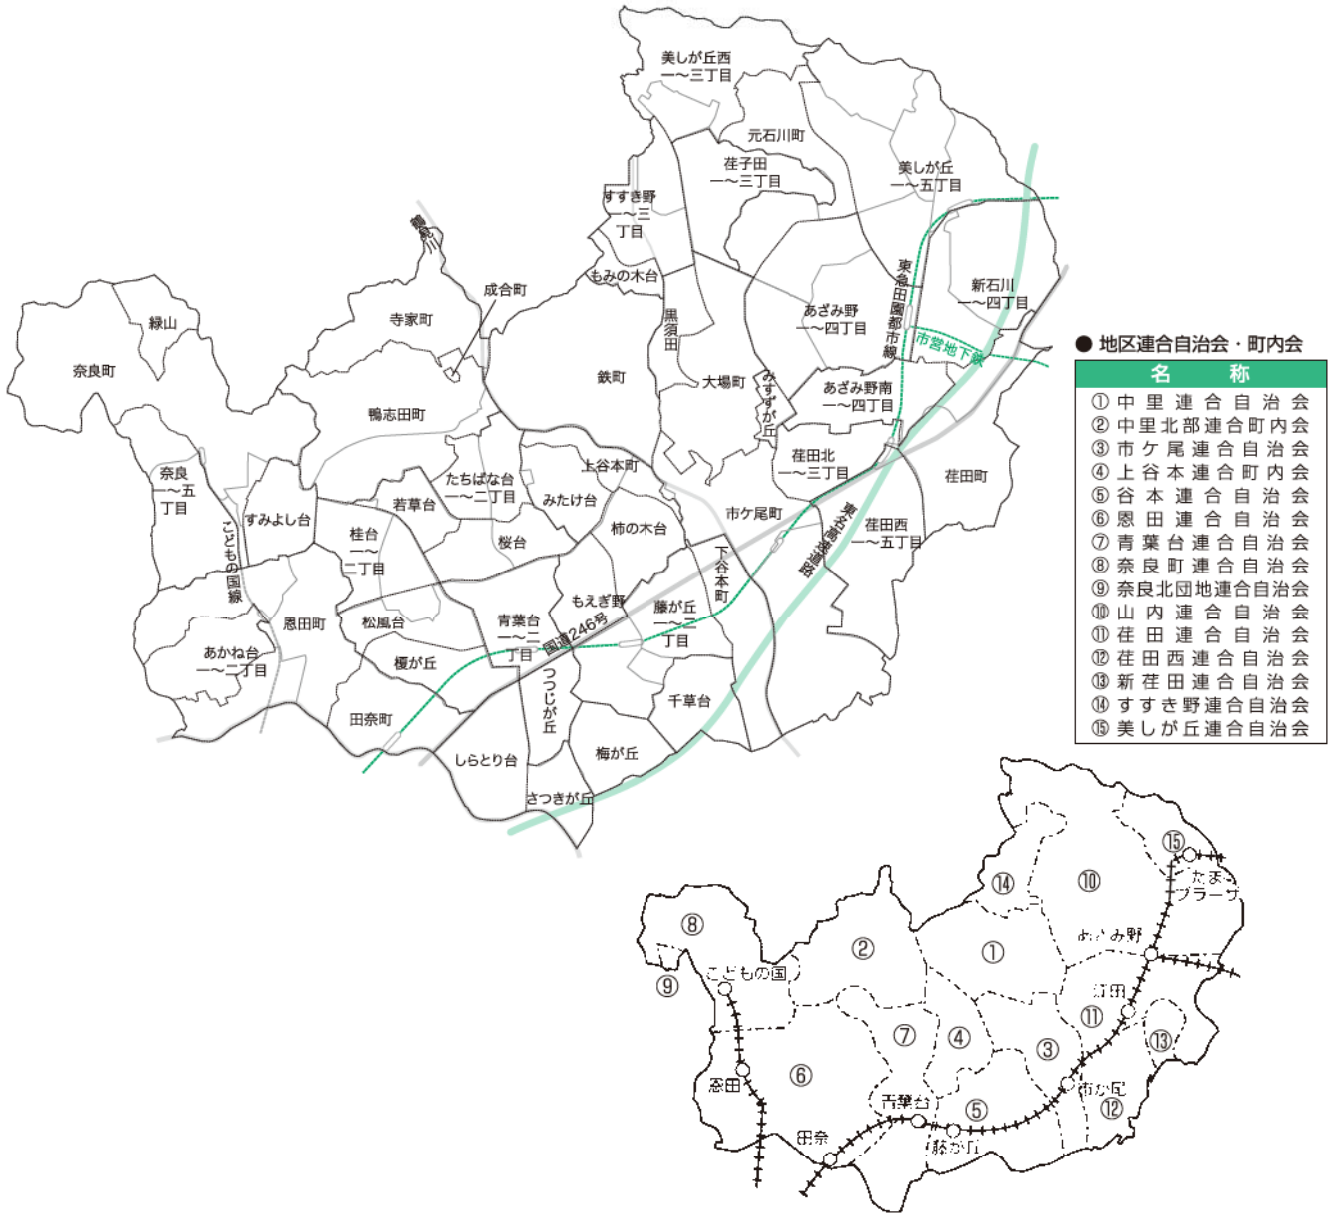 美しが丘西
一〜三丁目
元石川町
荏子田
一〜三丁目
美しが丘
一〜五丁目
すすき野
一〜三
丁目
もみの木台
鶴見川
成合町
寺家町
緑山
奈良町
鴨志田町
鉄町
黒須田
大場町
みすずが丘
あざみ野
一〜四丁目
東急田園都市線
新石川
一〜四丁目
市営地下鉄
あざみ野南
一〜四丁目
荏田北
一〜三丁目
荏田町
奈良
一〜五
丁目
すみよし台
こどもの国線
桂台
一〜
二丁目
若草台
たちばな台
一〜二丁目
上谷本町
みたけ台
柿の木台
桜台
市ケ尾町
下谷本町
東名高速道路
荏田西
一〜五丁目
あかね台
一〜二丁目
恩田町
松風台
榎が丘
田奈町
青葉台
一〜二
丁目
もえぎ野
国道246号
藤が丘
一〜二
丁目
つつじが丘
千草台
しらとり台
梅が丘
さつきが丘
● 地区連合自治会・町内会
名 称
① 中里連合自治会
② 中里北部連合町内会
③ 市ケ尾連合自治会
④ 上谷本連合町内会
⑤ 谷本連合自治会
⑥ 恩田連合自治会
⑦ 青葉台連合自治会
⑧ 奈良町連合自治会
⑨ 奈良北団地連合自治会
⑩ 山内連合自治会
⑪ 荏田連合自治会
⑫ 荏田西連合自治会
⑬ 新荏田連合自治会
⑭ すすき野連合自治会
⑮ 美しが丘連合自治会
⑮
たま
プラーザ
⑭
⑩
⑧
②
①
あざみ野
⑨
こどもの国
江田
⑪
⑬
⑦
④
③
⑥
恩田
市が尾
⑫
青葉台
⑤
田奈
藤が丘